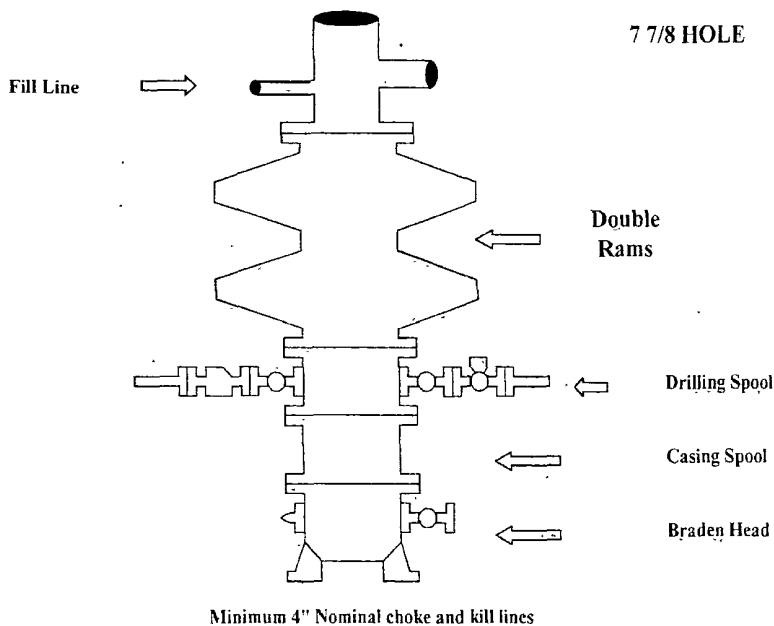 7 7/8 HOLE
Fill Line
Double
Rams
Drilling Spool
Casing Spool
Braden Head
Minimum 4" Nominal choke and kill lines